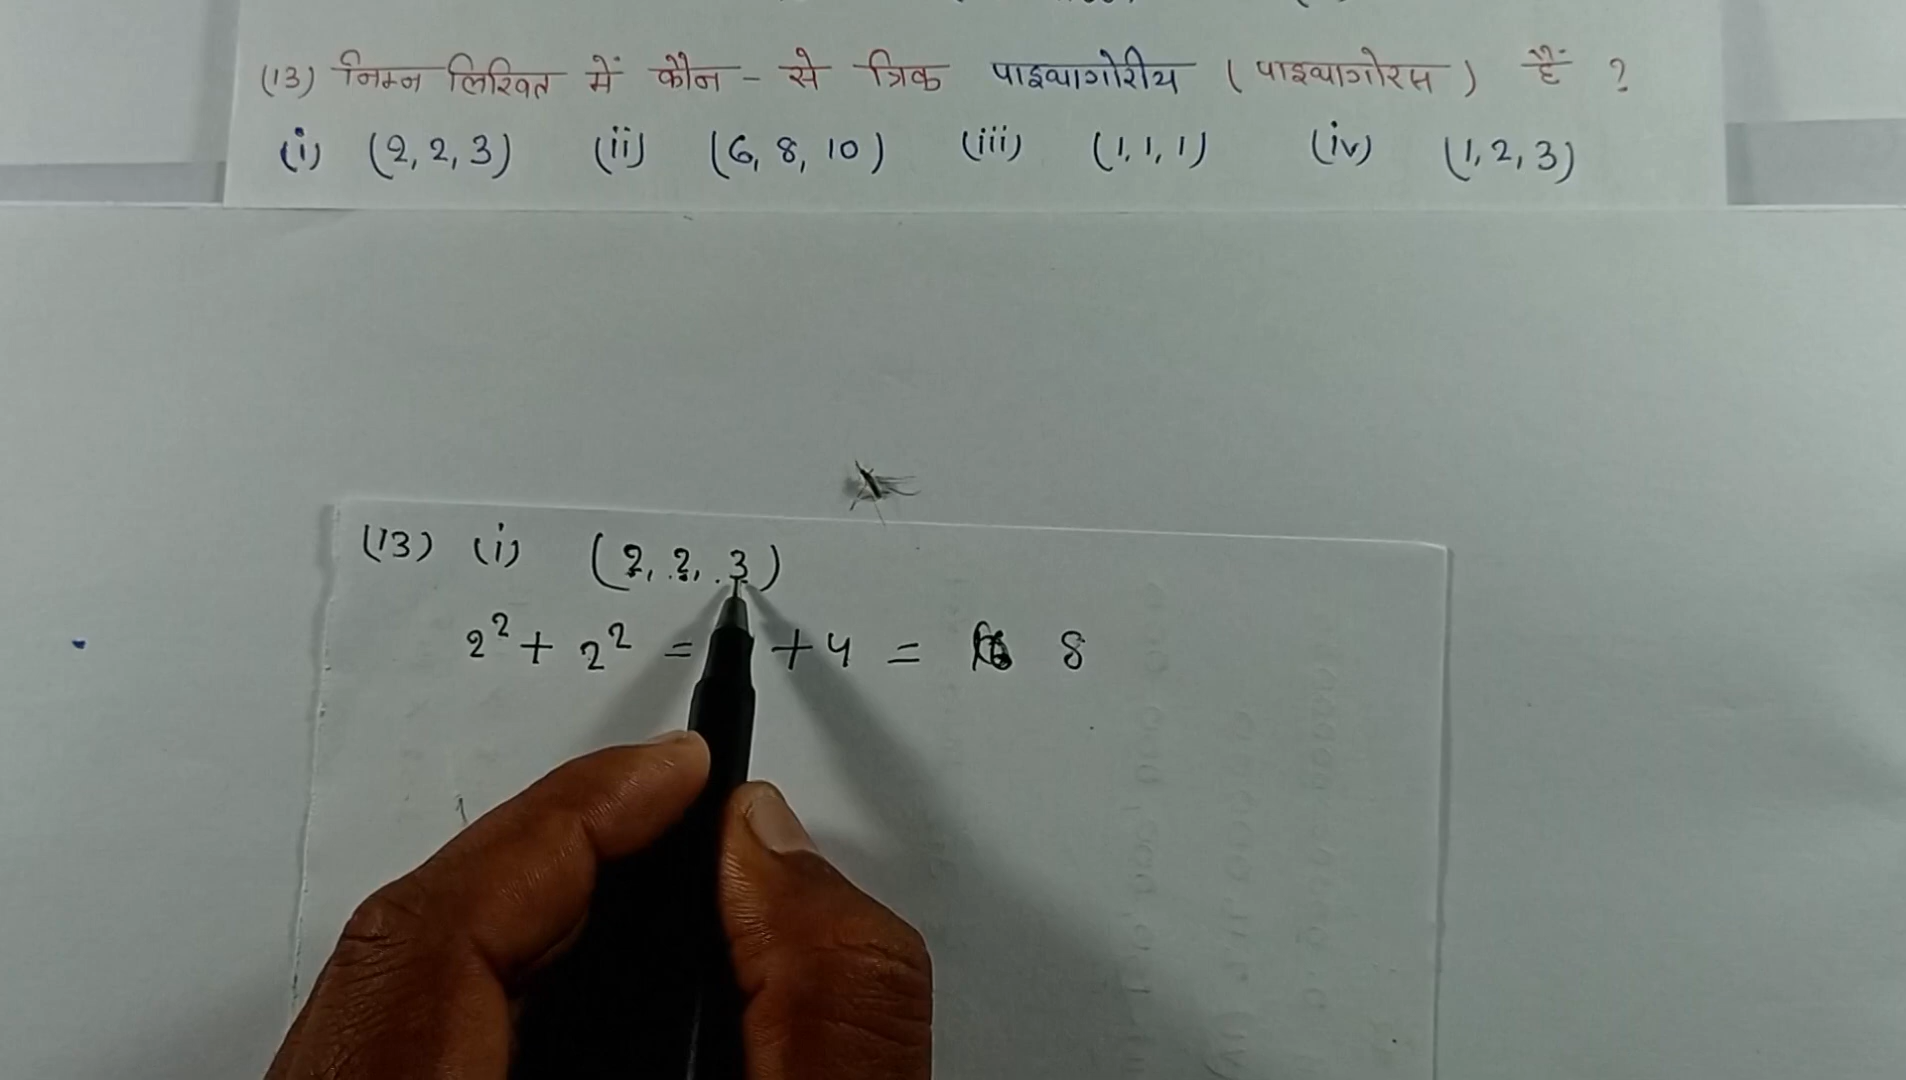 (13) निम्न लिखित में कौन - से त्रिक पाइथागोरीय ( पाइथागोरस ) हैं ?
(i) (2, 2, 3) (ii) (6, 8, 10) (iii) (1, 1, 1) (iv) (1, 2, 3)
(13) (i) (2, 2, 3)
2² + 2² = + 4 = 8